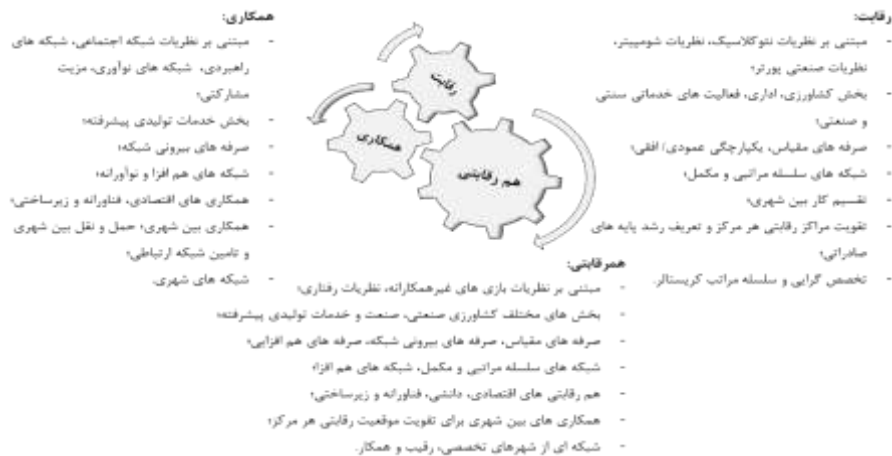 رقابت:
- مبتنی بر نظریات نئوکلاسیک، نظریات شومپیتر،
نظریات صنعتی پورتر؛
- بخش کشاورزی، اداری، فعالیت های خدماتی سنتی
و صنعتی؛
- صرفه های مقیاس، یکپارچگی عمودی/ افقی؛
- شبکه های سلسله مراتبی و مکمل؛
- تقسیم کار بین شهری؛
- تقویت مراکز رقابتی هر مرکز و تعریف رشد پایه های
صادراتی؛
- تخصص گرایی و سلسله مراتب کریستالر.
رقابت
همکاری
هم رقابتی
همکاری:
- مبتنی بر نظریات شبکه اجتماعی، شبکه های
راهبردی، شبکه های نوآوری، مزیت
مشارکتی؛
- بخش خدمات تولیدی پیشرفته؛
- صرفه های بیرونی شبکه؛
- شبکه های هم افزا و نوآورانه؛
- همکاری های اقتصادی، فناورانه و زیرساختی؛
- همکاری بین شهری؛ حمل و نقل بین شهری
و تامین شبکه ارتباطی؛
- شبکه های شهری.
همرقابتی:
- مبتنی بر نظریات بازی های غیرهمکارانه، نظریات رفتاری؛
- بخش های مختلف کشاورزی صنعتی، صنعت و خدمات تولیدی پیشرفته؛
- صرفه های مقیاس، صرفه های بیرونی شبکه، صرفه های هم افزایی؛
- شبکه های سلسله مراتبی و مکمل، شبکه های هم افزا؛
- هم رقابتی های اقتصادی، دانشی، فناورانه و زیرساختی؛
- همکاری های بین شهری برای تقویت موقعیت رقابتی هر مرکز؛
- شبکه ای از شهرهای تخصصی، رقیب و همکار.